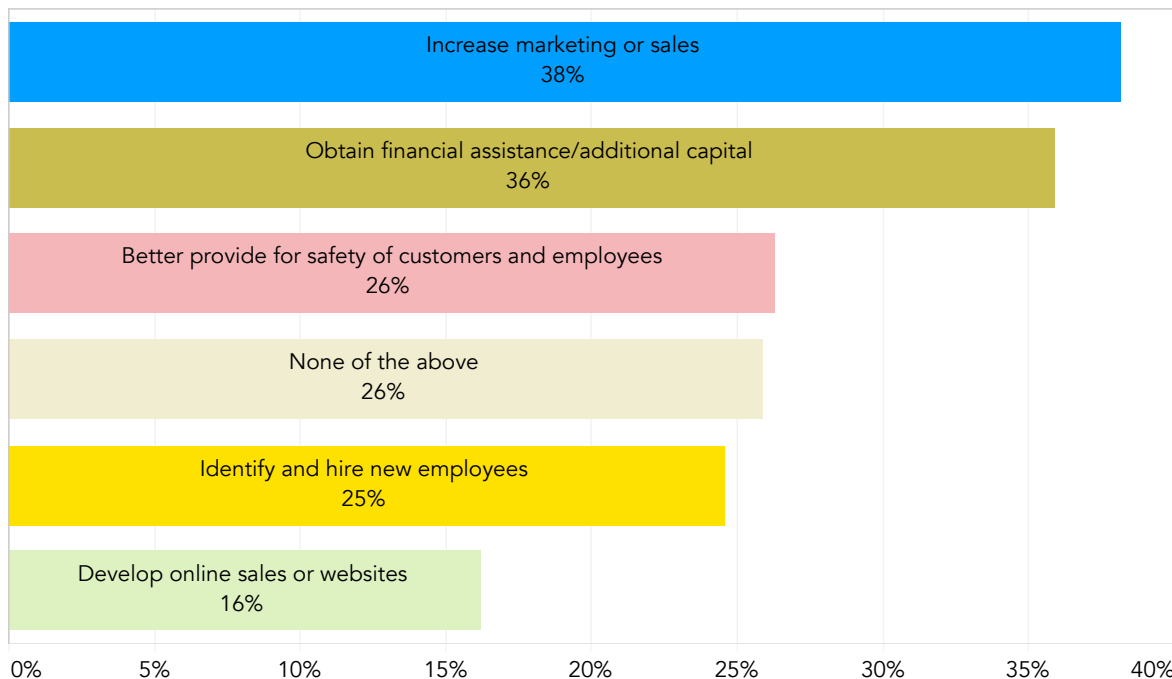 Increase marketing or sales
38%
Obtain financial assistance/additional capital
36%
Better provide for safety of customers and employees
26%
None of the above
26%
Identify and hire new employees
25%
Develop online sales or websites
16%
0% 5% 10% 15% 20% 25% 30% 35% 40%